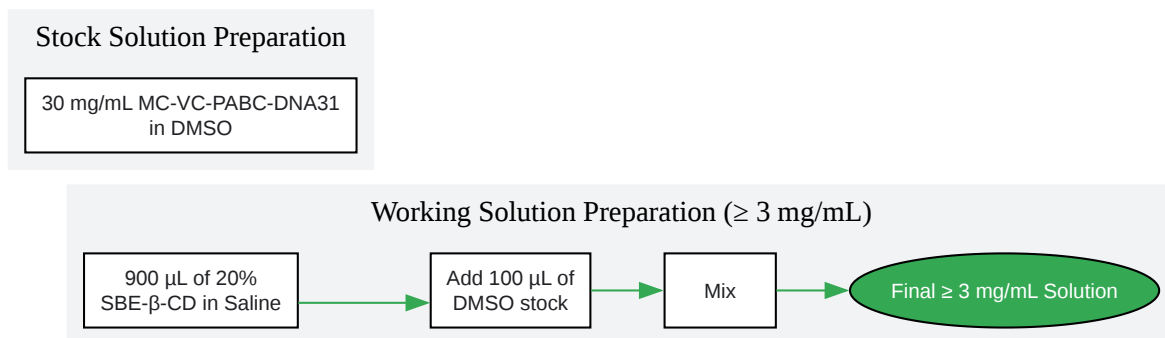 Stock Solution Preparation
30 mg/mL MC-VC-PABC-DNA31
in DMSO
Working Solution Preparation (≥ 3 mg/mL)
900 µL of 20%
SBE-β-CD in Saline
Add 100 µL of
DMSO stock
Mix
Final ≥ 3 mg/mL Solution